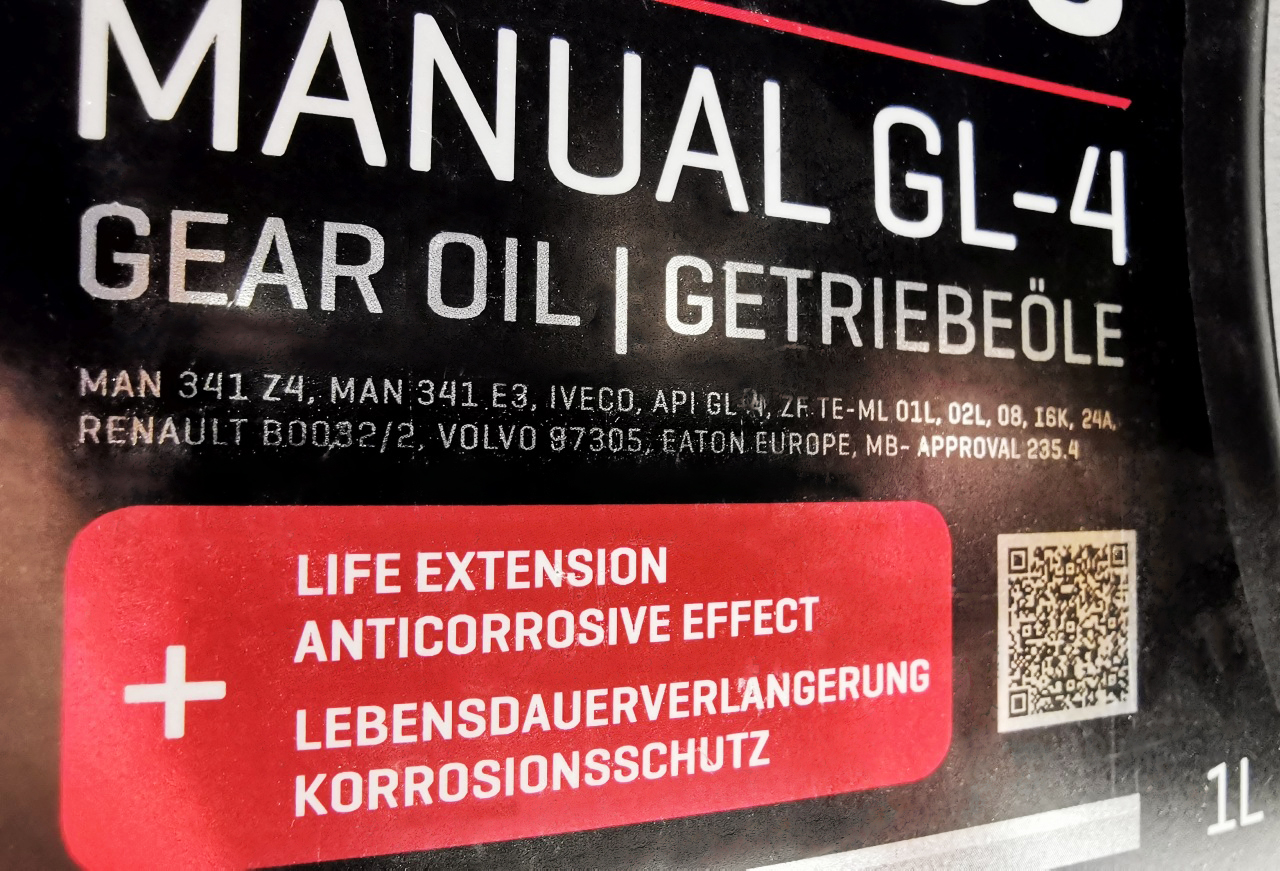 MANUAL GL-4
GEAR OIL | GETRIEBEÖLE
MAN 341 Z4, MAN 341 E3, IVECO, API GL-4, ZF TE-ML 01L, 02L, 08, 16K, 24A,
RENAULT B0032/2, VOLVO 97305, EATON EUROPE, MB- APPROVAL 235.4
+
LIFE EXTENSION
ANTICORROSIVE EFFECT
LEBENSDAUERVERLANGERUNG
KORROSIONSSCHUTZ
1L